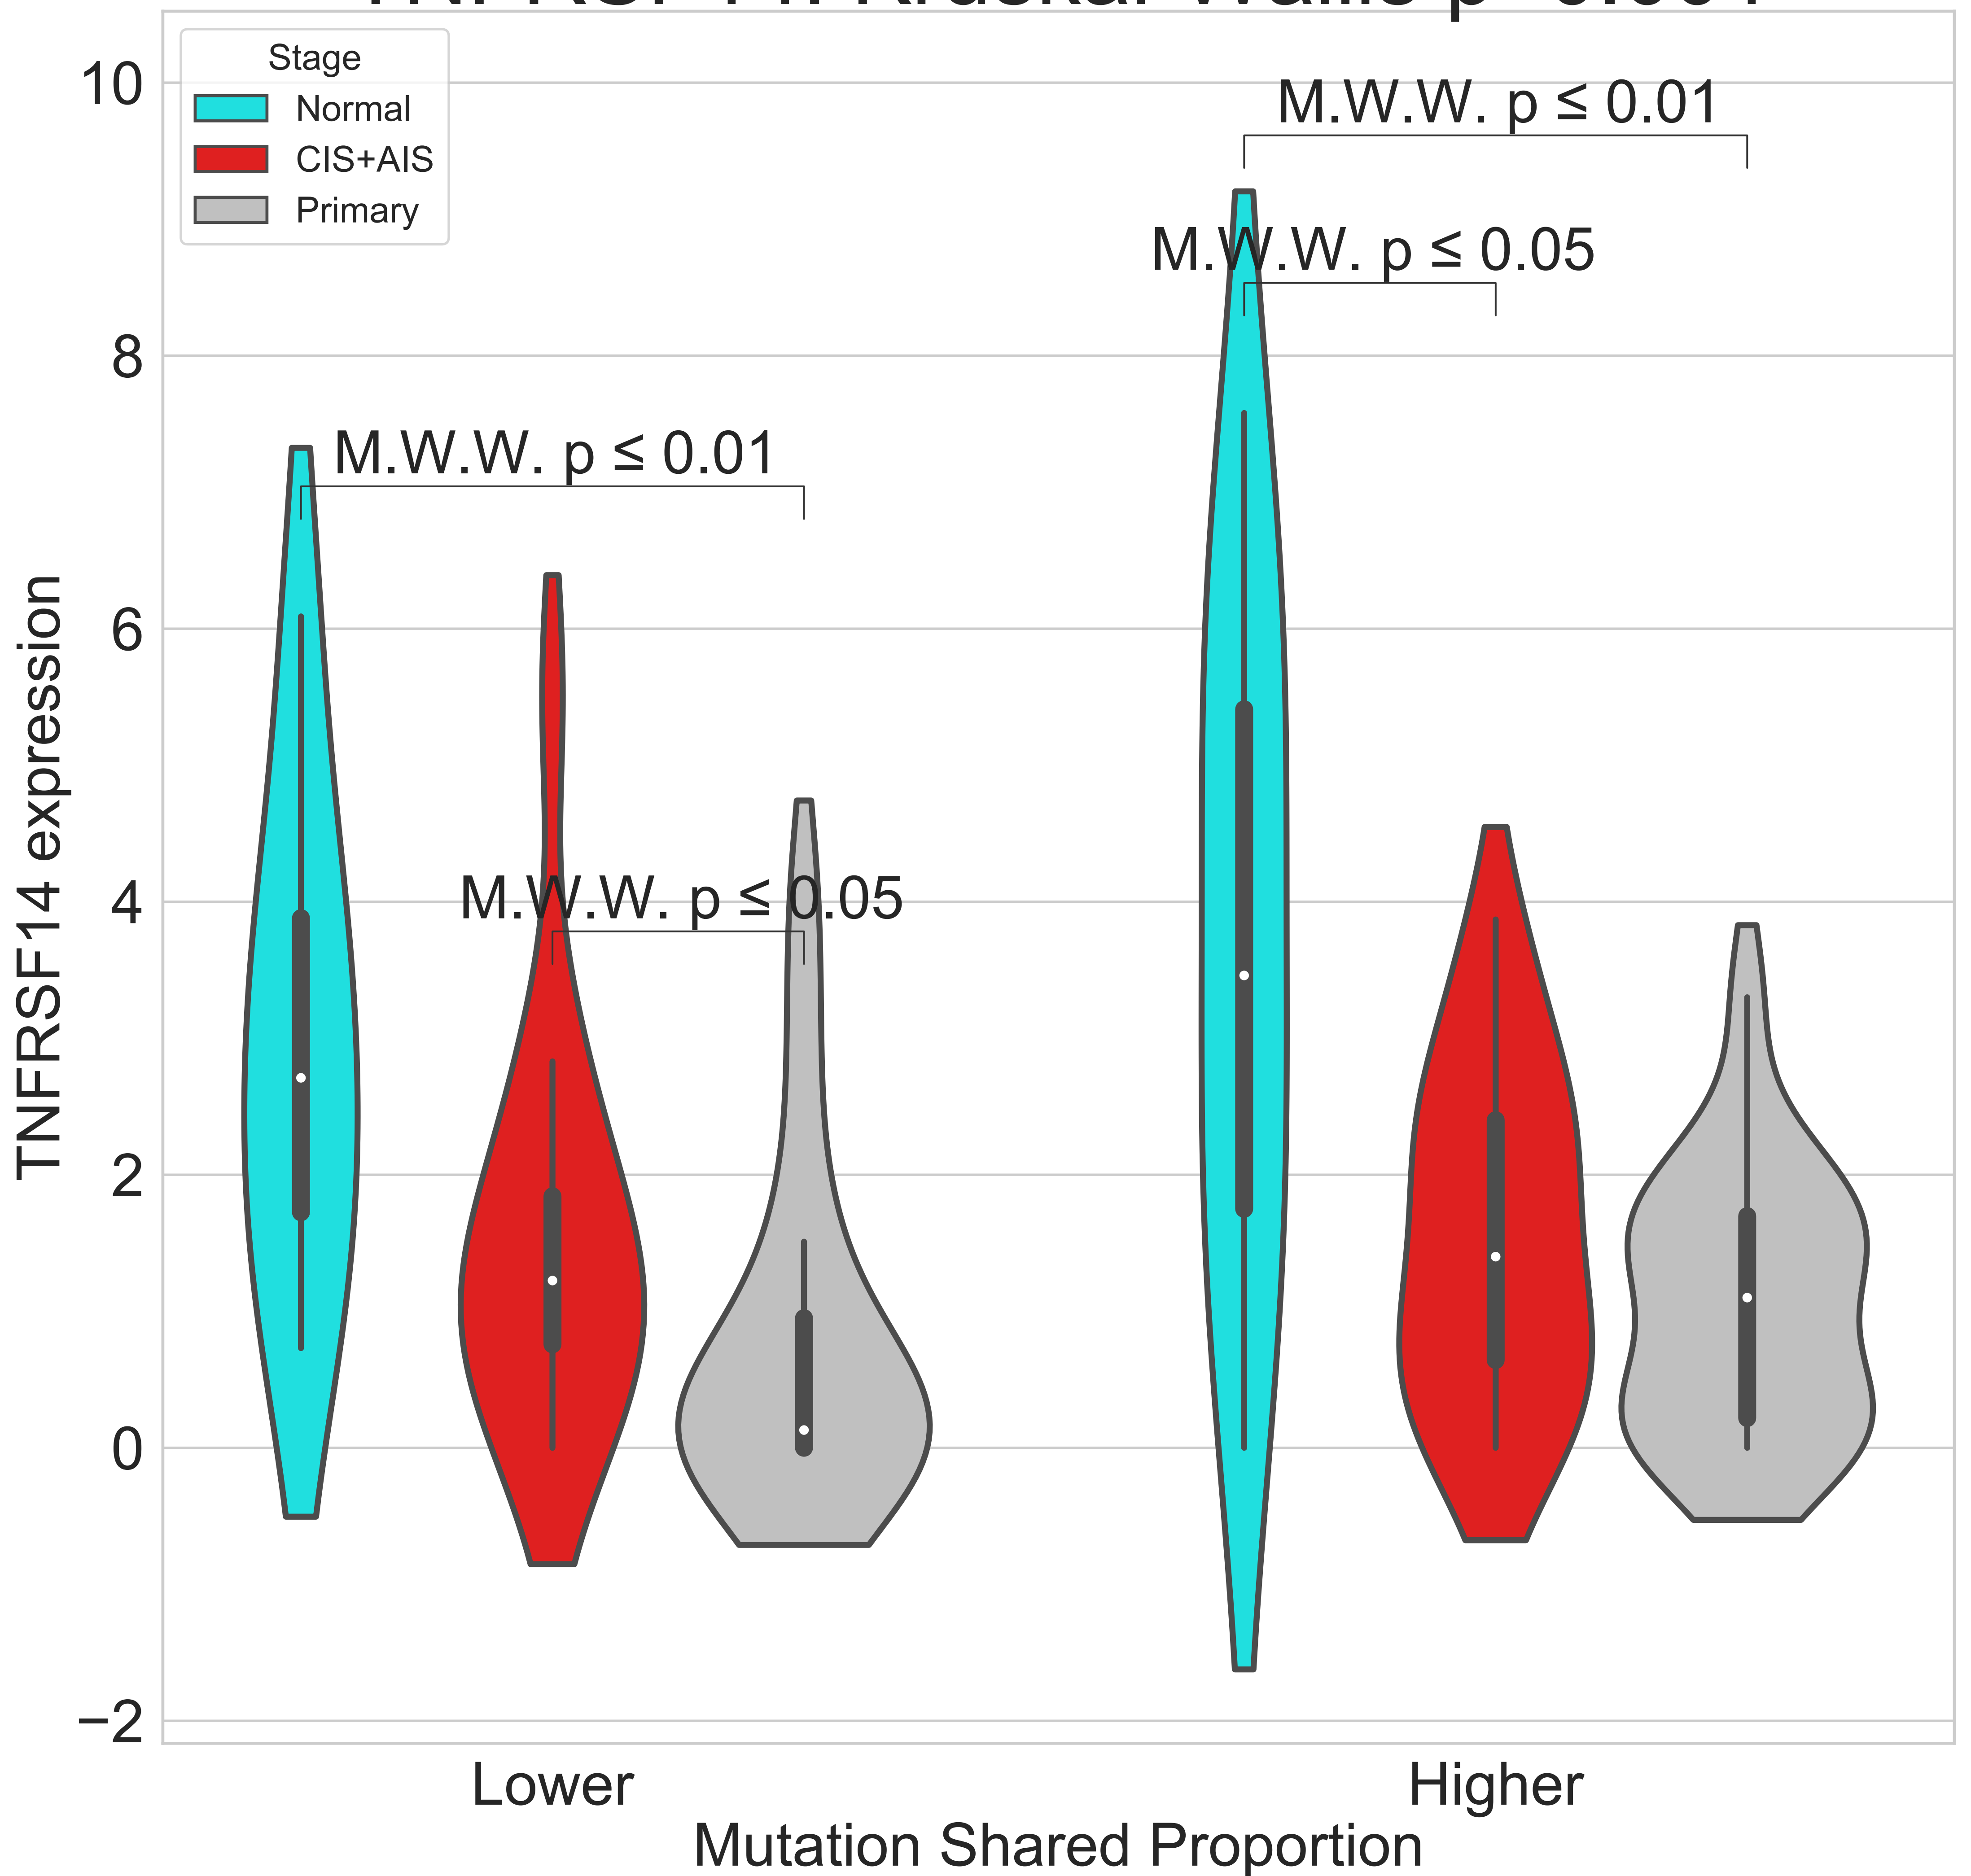 Stage
Normal
CIS+AIS
Primary
M.W.W. p ≤ 0.01
M.W.W. p ≤ 0.05
M.W.W. p ≤ 0.01
M.W.W. p ≤ 0.05
10
8
6
4
2
0
−2
TNFRSF14 expression
Lower
Higher
Mutation Shared Proportion